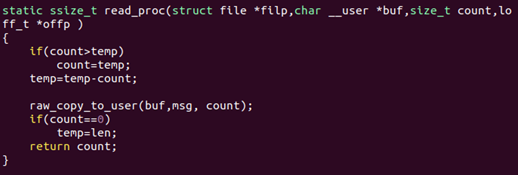 static ssize_t read_proc(struct file *filp,char __user *buf,size_t count,lo
ff_t *offp )
{
    if(count>temp)
        count=temp;
    temp=temp-count;

    raw_copy_to_user(buf,msg, count);
    if(count==0)
        temp=len;
    return count;
}